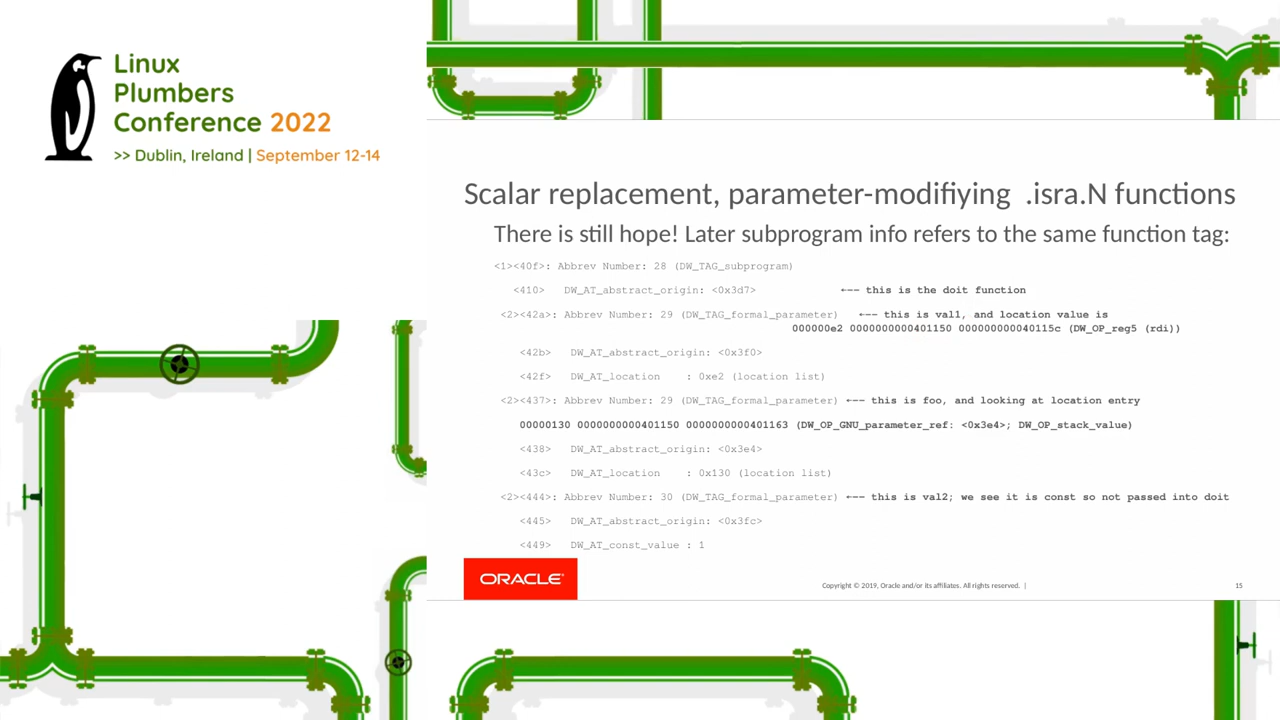 Linux
Plumbers
Conference 2022
>> Dublin, Ireland | September 12-14
Scalar replacement, parameter-modifiying .isra.N functions
There is still hope! Later subprogram info refers to the same function tag:
<1><40f>: Abbrev Number: 28 (DW_TAG_subprogram)
<410> DW_AT_abstract_origin: <0x3d7> ←-- this is the doit function
<2><42a>: Abbrev Number: 29 (DW_TAG_formal_parameter) ←-- this is val1, and location value is
000000e2 0000000000401150 000000000040115c (DW_OP_reg5 (rdi))
<42b> DW_AT_abstract_origin: <0x3f0>
<42f> DW_AT_location : 0xe2 (location list)
<2><437>: Abbrev Number: 29 (DW_TAG_formal_parameter) ←-- this is foo, and looking at location entry
00000130 0000000000401150 0000000000401163 (DW_OP_GNU_parameter_ref: <0x3e4>; DW_OP_stack_value)
<438> DW_AT_abstract_origin: <0x3e4>
<43c> DW_AT_location : 0x130 (location list)
<2><444>: Abbrev Number: 30 (DW_TAG_formal_parameter) ←-- this is val2; we see it is const so not passed into doit
<445> DW_AT_abstract_origin: <0x3fc>
<449> DW_AT_const_value : 1
ORACLE
Copyright © 2019, Oracle and/or its affiliates. All rights reserved. |
15